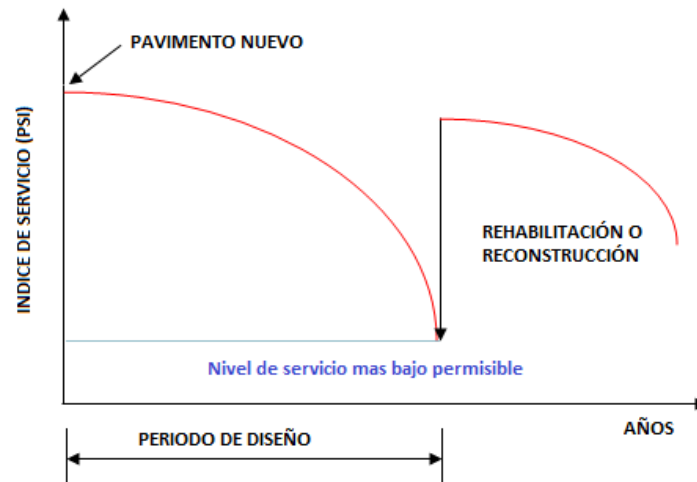 PAVIMENTO NUEVO
INDICE DE SERVICIO (PSI)
REHABILITACIÓN O
RECONSTRUCCIÓN
Nivel de servicio mas bajo permisible
AÑOS
PERIODO DE DISEÑO